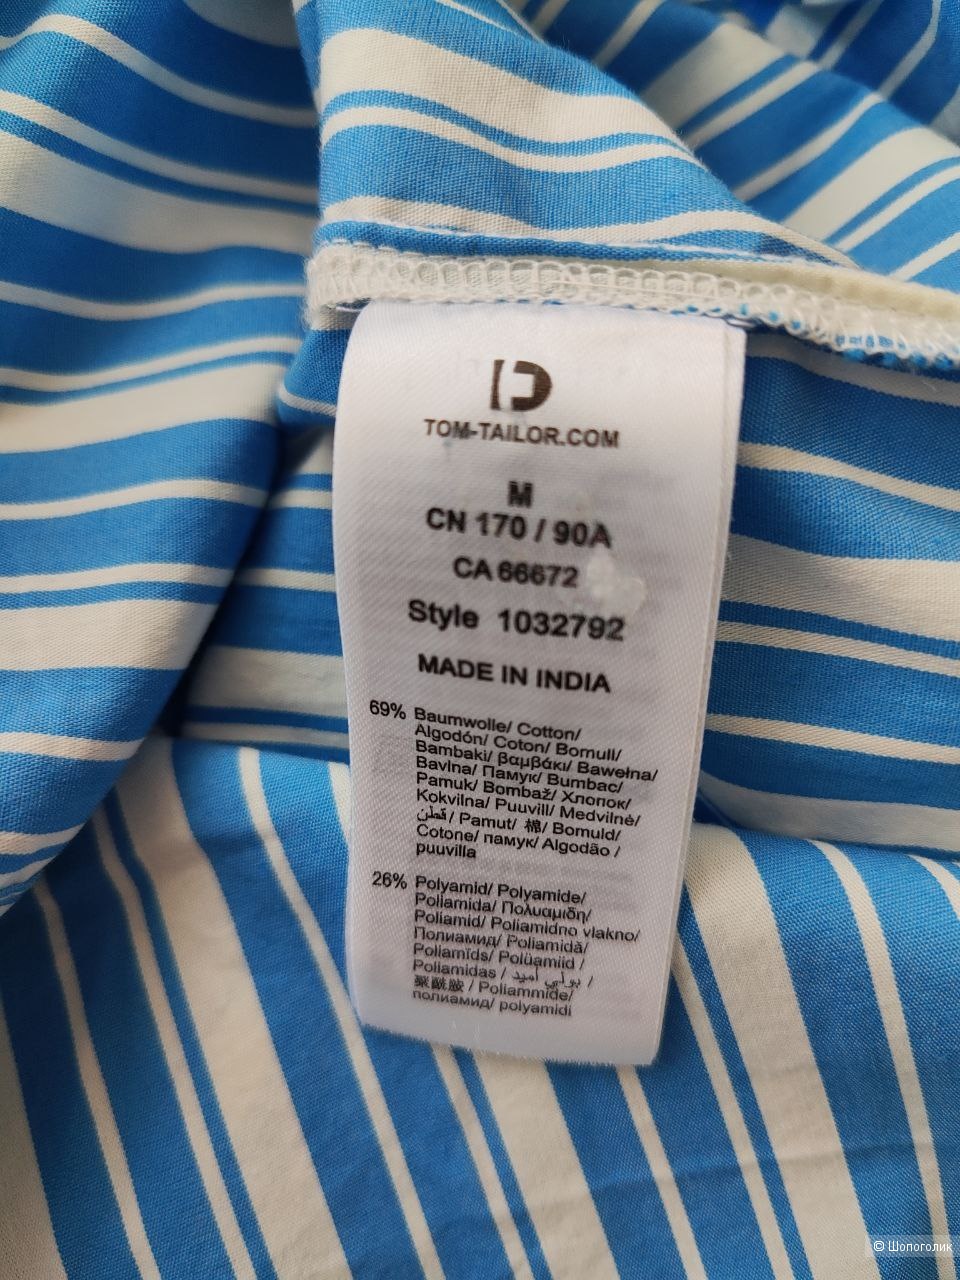 TOM-TAILOR.COM
M
CN 170 / 90A
CA 66672
Style 1032792
MADE IN INDIA
69% Baumwolle/ Cotton/
Algodón/ Coton/ Bomull/
Bambaki/ βαμβάκι/ Bawełna/
Bavlna/ Памук/ Bumbac/
Pamuk/ Bombaž/ Хлопок/
Kokvilna/ Puuvill/ Medvilné/
قطن / Pamut/ 棉/ Bomuld/
Cotone/ памук/ Algodão /
puuvilla
26% Polyamid/ Polyamide/
Poliamida/ Πολυαμιδη/
Poliamid/ Poliamidno vlakno/
Полиамид/ Poliamidă/
Poliamīds/ Polüamiid /
Poliamidas / بولي أميد /
聚酰胺 / Poliammide/
полиамид/ polyamidi
© Шопоголик